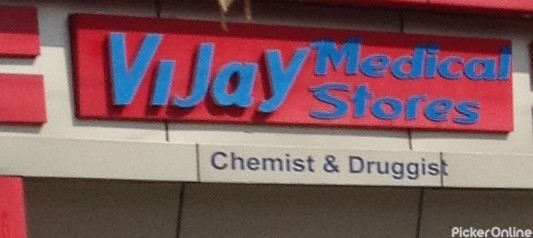 ViJay Medical
Stores
Chemist & Druggist
PickerOnline